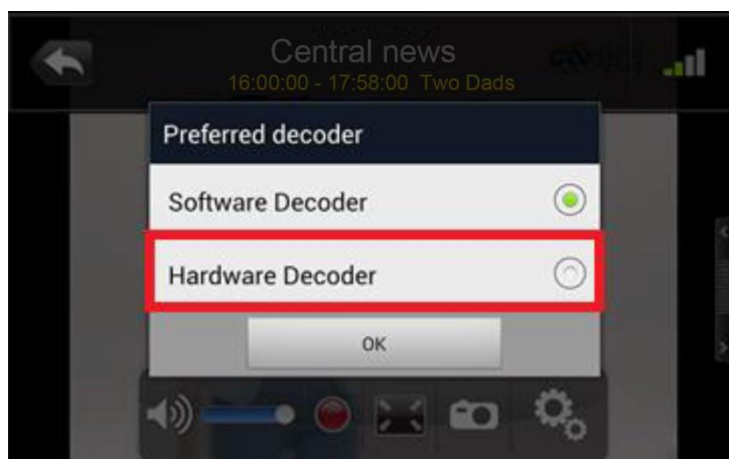 Central news
16:00:00 - 17:58:00 Two Dads
Preferred decoder
Software Decoder
Hardware Decoder
OK